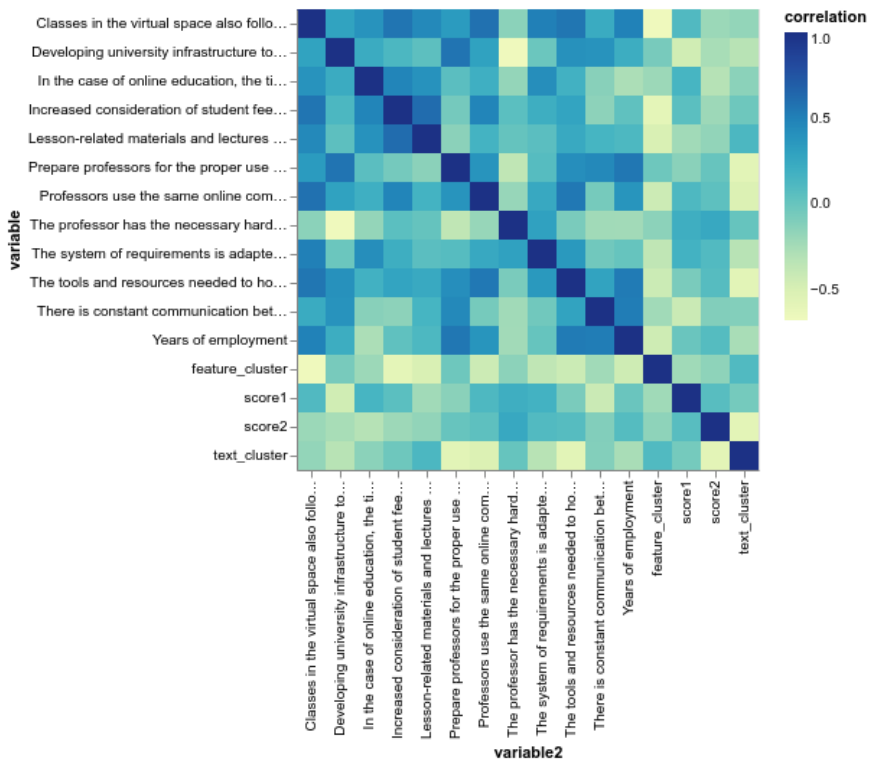 correlation
1.0
0.5
0.0
−0.5
variable
Classes in the virtual space also follo…
Developing university infrastructure to…
In the case of online education, the ti…
Increased consideration of student fee…
Lesson-related materials and lectures …
Prepare professors for the proper use …
Professors use the same online com…
The professor has the necessary hard…
The system of requirements is adapte…
The tools and resources needed to ho…
There is constant communication bet…
Years of employment
feature_cluster
score1
score2
text_cluster
Classes in the virtual space also follo…
Developing university infrastructure to…
In the case of online education, the ti…
Increased consideration of student fee…
Lesson-related materials and lectures …
Prepare professors for the proper use …
Professors use the same online com…
The professor has the necessary hard…
The system of requirements is adapte…
The tools and resources needed to ho…
There is constant communication bet…
Years of employment
feature_cluster
score1
score2
text_cluster
variable2